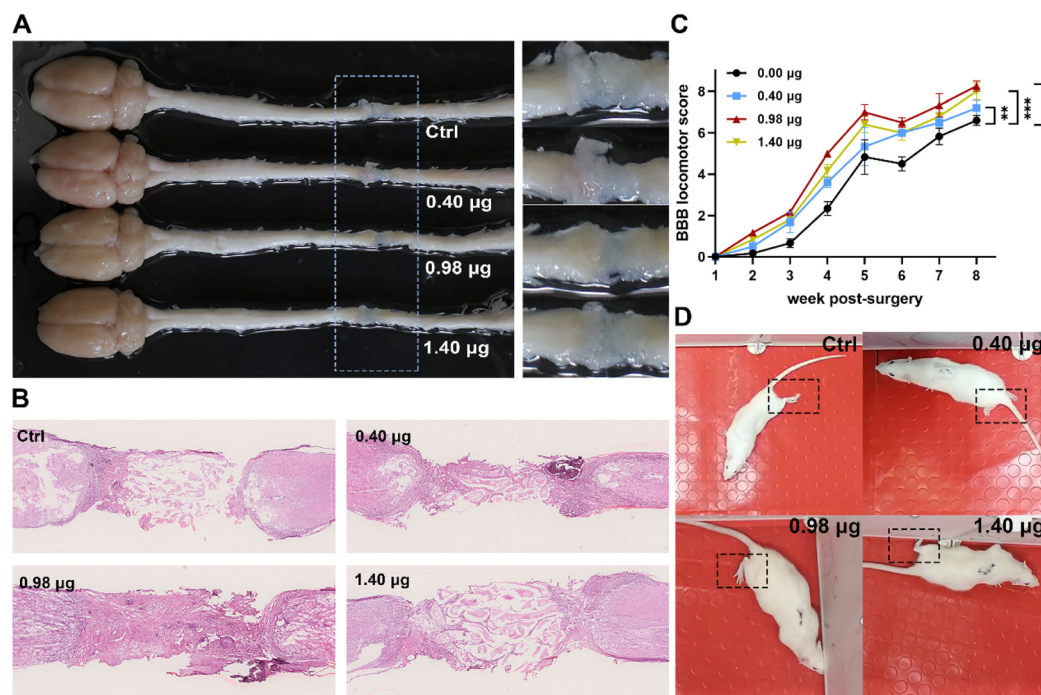 A
Ctrl
0.40 µg
0.98 µg
1.40 µg
B
Ctrl
0.40 µg
0.98 µg
1.40 µg
C
BBB locomotor score
8
6
4
2
0
0.00 µg
0.40 µg
0.98 µg
1.40 µg
**
***
1 2 3 4 5 6 7 8
week post-surgery
D
Ctrl
0.40 µg
0.98 µg
1.40 µg